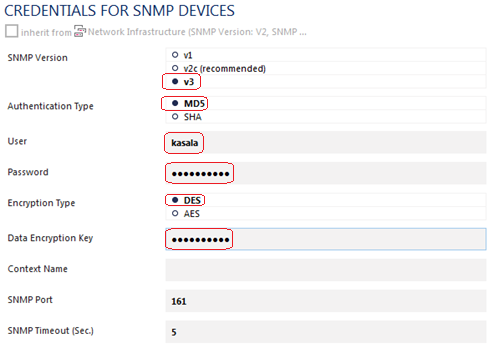 CREDENTIALS FOR SNMP DEVICES
inherit from Network Infrastructure (SNMP Version: V2, SNMP ...
SNMP Version
v1
v2c (recommended)
v3
Authentication Type
MD5
SHA
User
kasala
Password
●●●●●●●●●●
Encryption Type
DES
AES
Data Encryption Key
●●●●●●●●●●
Context Name
SNMP Port
161
SNMP Timeout (Sec.)
5